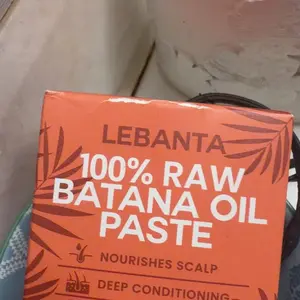 LEBANTA
100% RAW
BATANA OIL
PASTE
NOURISHES SCALP
DEEP CONDITIONING